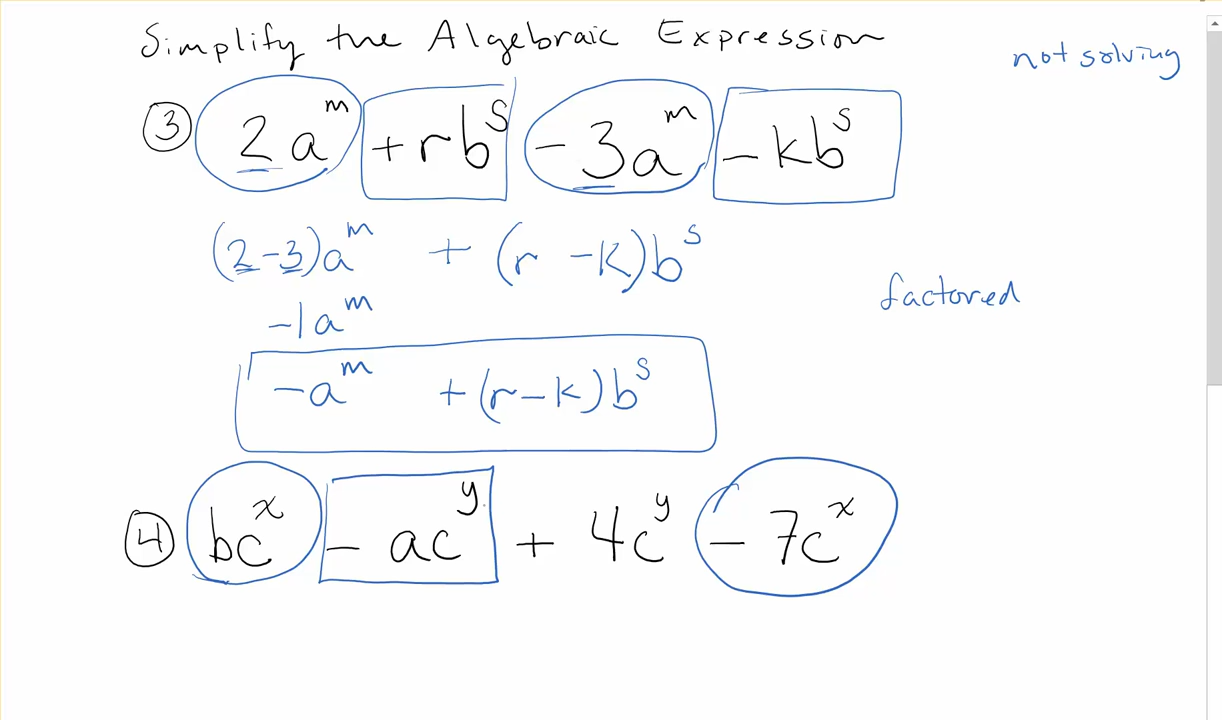 Simplify the Algebraic Expression
not solving
③ 2a^m + rb^s - 3a^m - kb^s
(2-3)a^m + (r - k)b^s
factored
-1a^m
-a^m + (r-k)b^s
④ bc^x - ac^y + 4c^y - 7c^x